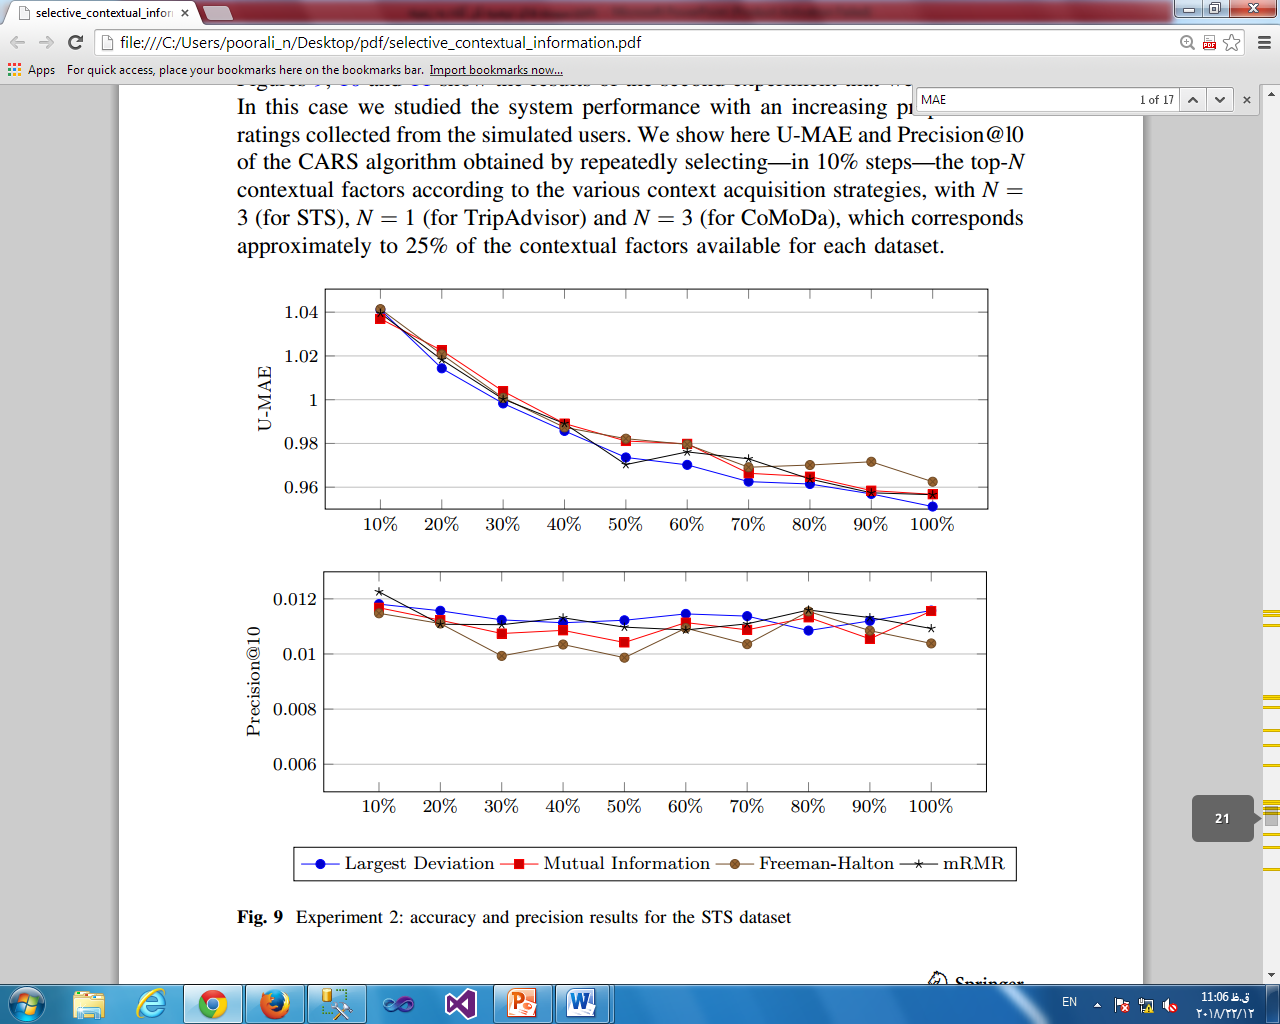 selective_contextual_infor
file:///C:/Users/poorali_n/Desktop/pdf/selective_contextual_information.pdf
Apps For quick access, place your bookmarks here on the bookmarks bar. Import bookmarks now...
MAE 1 of 17
In this case we studied the system performance with an increasing
ratings collected from the simulated users. We show here U-MAE and Precision@10
of the CARS algorithm obtained by repeatedly selecting—in 10% steps—the top-N
contextual factors according to the various context acquisition strategies, with N =
3 (for STS), N = 1 (for TripAdvisor) and N = 3 (for CoMoDa), which corresponds
approximately to 25% of the contextual factors available for each dataset.
U-MAE
1.04
1.02
1
0.98
0.96
10% 20% 30% 40% 50% 60% 70% 80% 90% 100%
Precision@10
0.012
0.01
0.008
0.006
10% 20% 30% 40% 50% 60% 70% 80% 90% 100%
21
Largest Deviation Mutual Information Freeman-Halton mRMR
Fig. 9 Experiment 2: accuracy and precision results for the STS dataset
Springer
EN
11:06 ق.ظ
٢٠١٨/٢٢/١٢